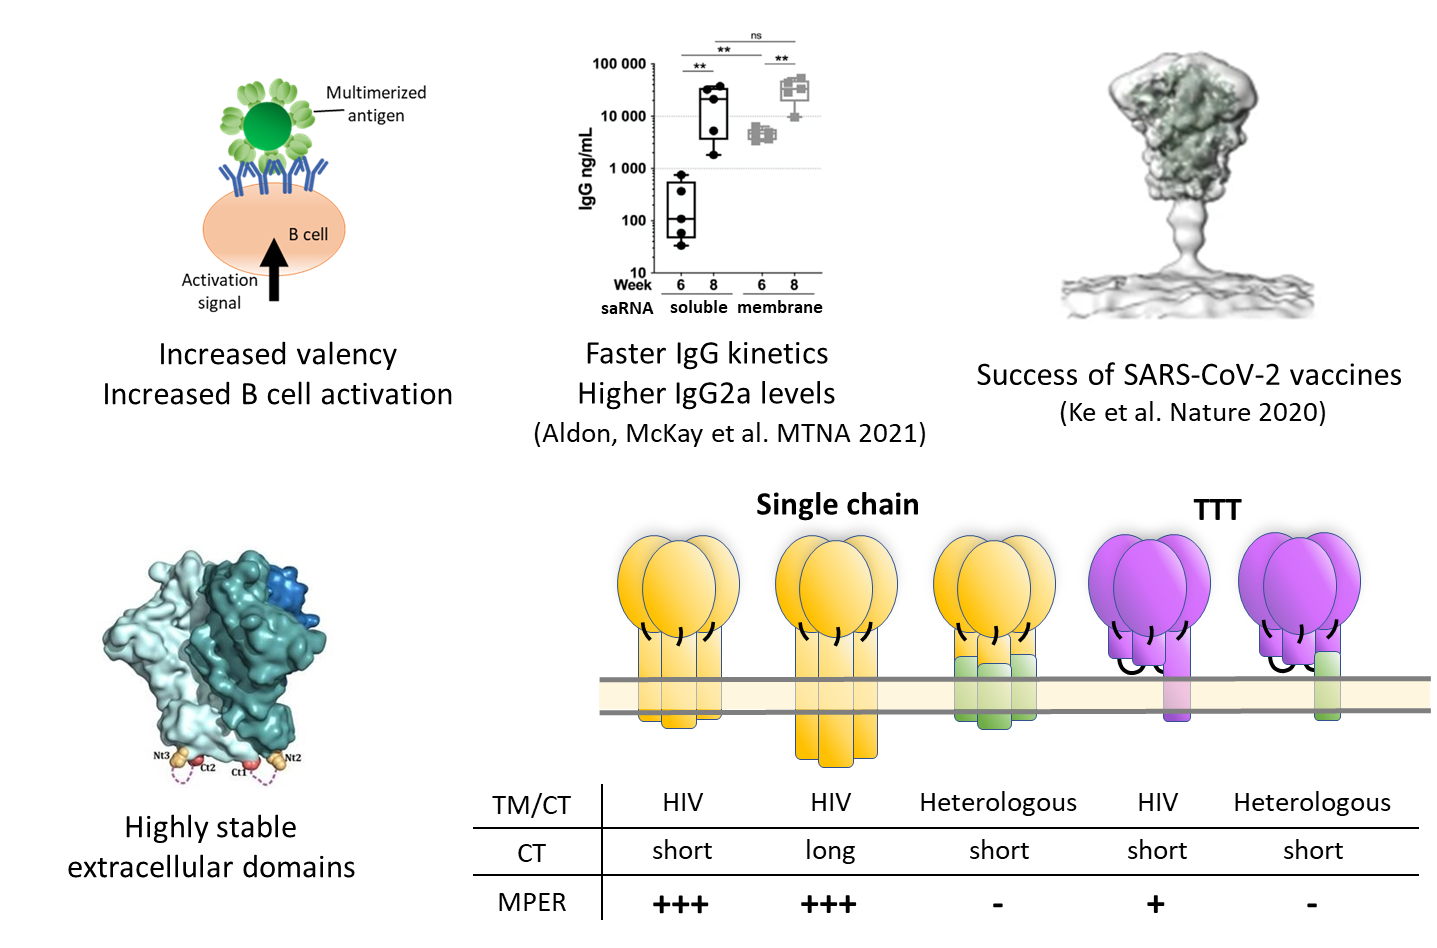 Multimerized
antigen
B cell
Activation
signal
Increased valency
Increased B cell activation
ns
**
**
**
100 000
10 000
1 000
100
10
IgG ng/mL
Week 6 8 6 8
saRNA soluble membrane
Faster IgG kinetics
Higher IgG2a levels
(Aldon, McKay et al. MTNA 2021)
Success of SARS-CoV-2 vaccines
(Ke et al. Nature 2020)
Nt3
Ct2
Ct1
Nt2
Highly stable
extracellular domains
Single chain TTT
TM/CT HIV HIV Heterologous HIV Heterologous
CT short long short short short
MPER +++ +++ - + -